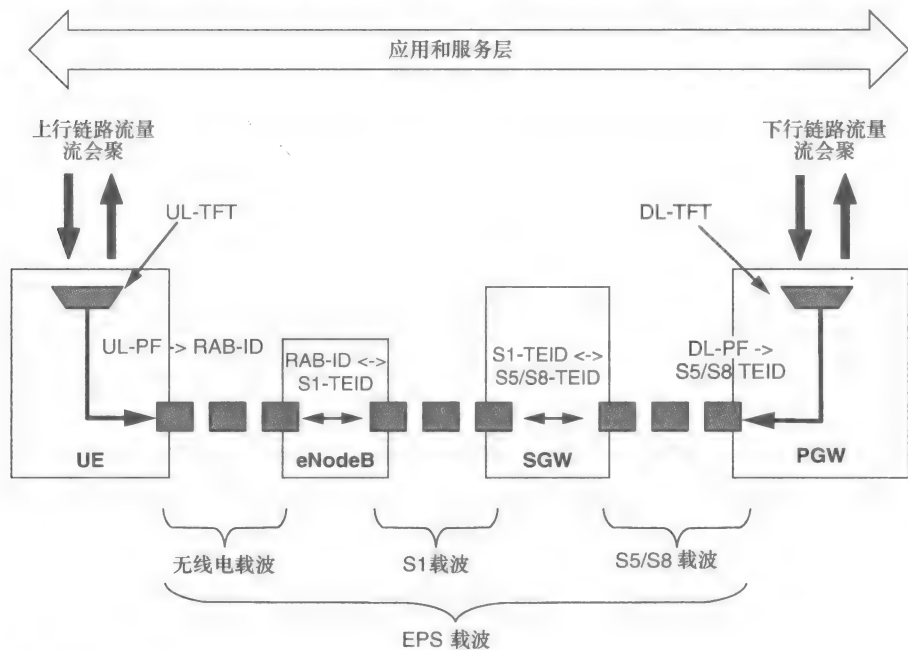 应用和服务层
上行链路流量
流会聚
下行链路流量
流会聚
UL-TFT
DL-TFT
UL-PF -> RAB-ID
RAB-ID <->
S1-TEID
S1-TEID <->
S5/S8-TEID
DL-PF ->
S5/S8 TEID
UE
eNodeB
SGW
PGW
无线电载波
S1载波
S5/S8 载波
EPS 载波